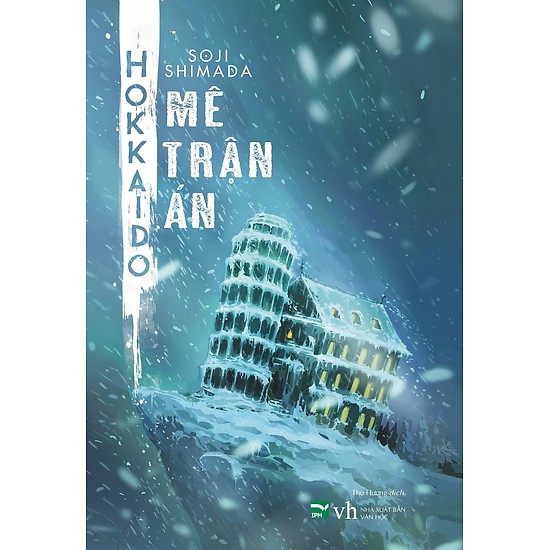 SOJI
SHIMADA
HOKKAIDO
MÊ
TRẬN
ÁN
Thu Hương dịch
IPM
vh
NHÀ XUẤT BẢN
VĂN HỌC